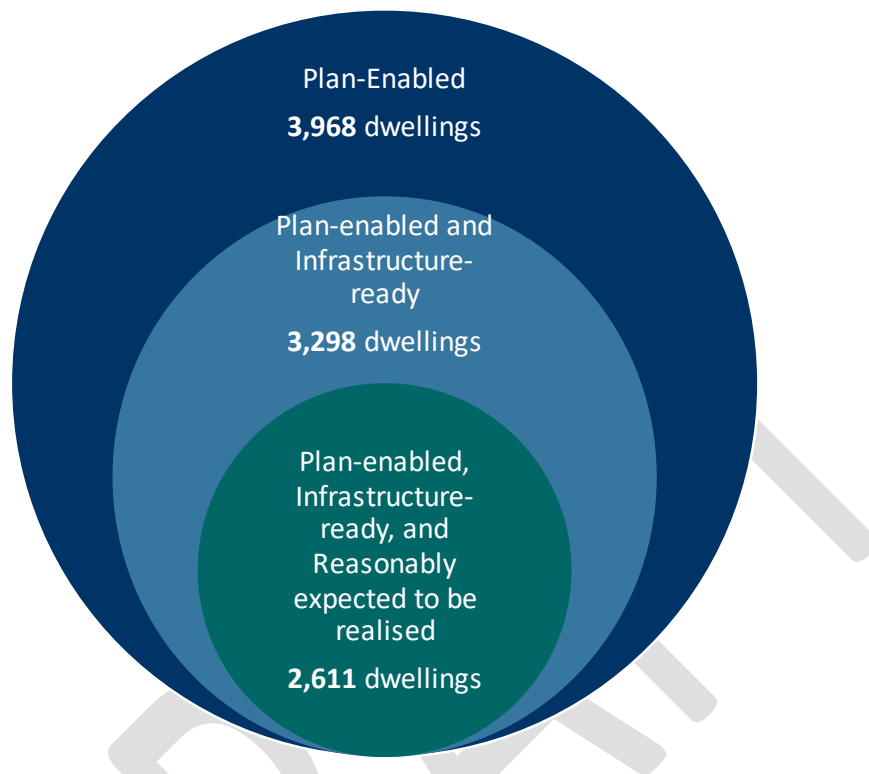 Plan-Enabled
3,968 dwellings
Plan-enabled and
Infrastructure-
ready
3,298 dwellings
Plan-enabled,
Infrastructure-
ready, and
Reasonably
expected to be
realised
2,611 dwellings